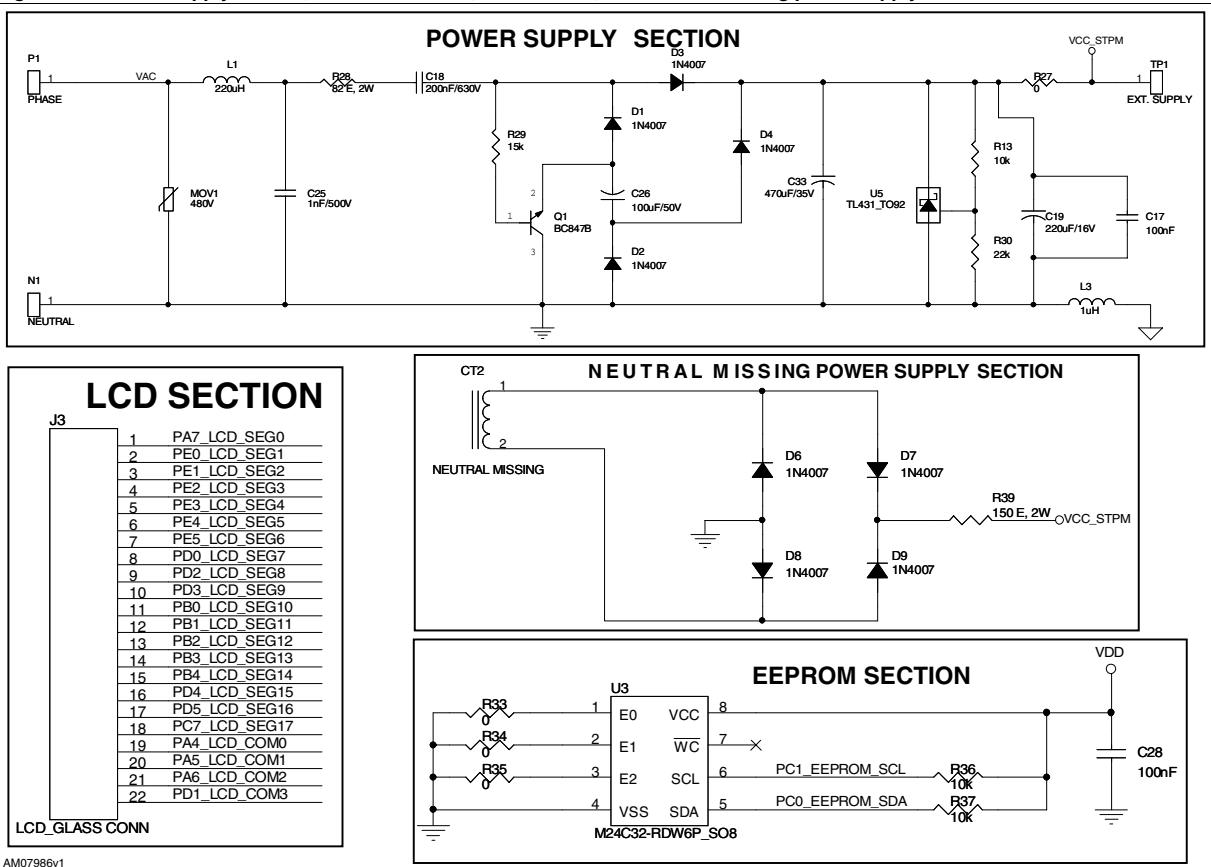 POWER SUPPLY SECTION
P1
1
PHASE
VAC
L1
220uH
R28
82 E, 2W
C18
200nF/630V
D3
1N4007
VCC_STPM
R27
0
1
TP1
EXT. SUPPLY
R29
15k
D1
1N4007
D4
1N4007
R13
10k
MOV1
480V
C25
1nF/500V
2
1
3
Q1
BC847B
C26
100uF/50V
C33
470uF/35V
U5
TL431_TO92
C19
220uF/16V
C17
100nF
D2
1N4007
R30
22k
N1
1
NEUTRAL
L3
1uH
LCD SECTION
J3
1 PA7_LCD_SEG0
2 PE0_LCD_SEG1
3 PE1_LCD_SEG2
4 PE2_LCD_SEG3
5 PE3_LCD_SEG4
6 PE4_LCD_SEG5
7 PE5_LCD_SEG6
8 PD0_LCD_SEG7
9 PD2_LCD_SEG8
10 PD3_LCD_SEG9
11 PB0_LCD_SEG10
12 PB1_LCD_SEG11
13 PB2_LCD_SEG12
14 PB3_LCD_SEG13
15 PB4_LCD_SEG14
16 PD4_LCD_SEG15
17 PD5_LCD_SEG16
18 PC7_LCD_SEG17
19 PA4_LCD_COM0
20 PA5_LCD_COM1
21 PA6_LCD_COM2
22 PD1_LCD_COM3
LCD_GLASS CONN
NEUTRAL MISSING POWER SUPPLY SECTION
CT2
1
2
NEUTRAL MISSING
D6
1N4007
D7
1N4007
R39
150 E, 2W
VCC_STPM
D8
1N4007
D9
1N4007
EEPROM SECTION
VDD
U3
R33
0
1 E0 VCC 8
R34
0
2 E1 WC 7
R35
0
3 E2 SCL 6 PC1_EEPROM_SCL
R36
10k
4 VSS SDA 5 PC0_EEPROM_SDA
R37
10k
C28
100nF
M24C32-RDW6P_SO8
AM07986v1